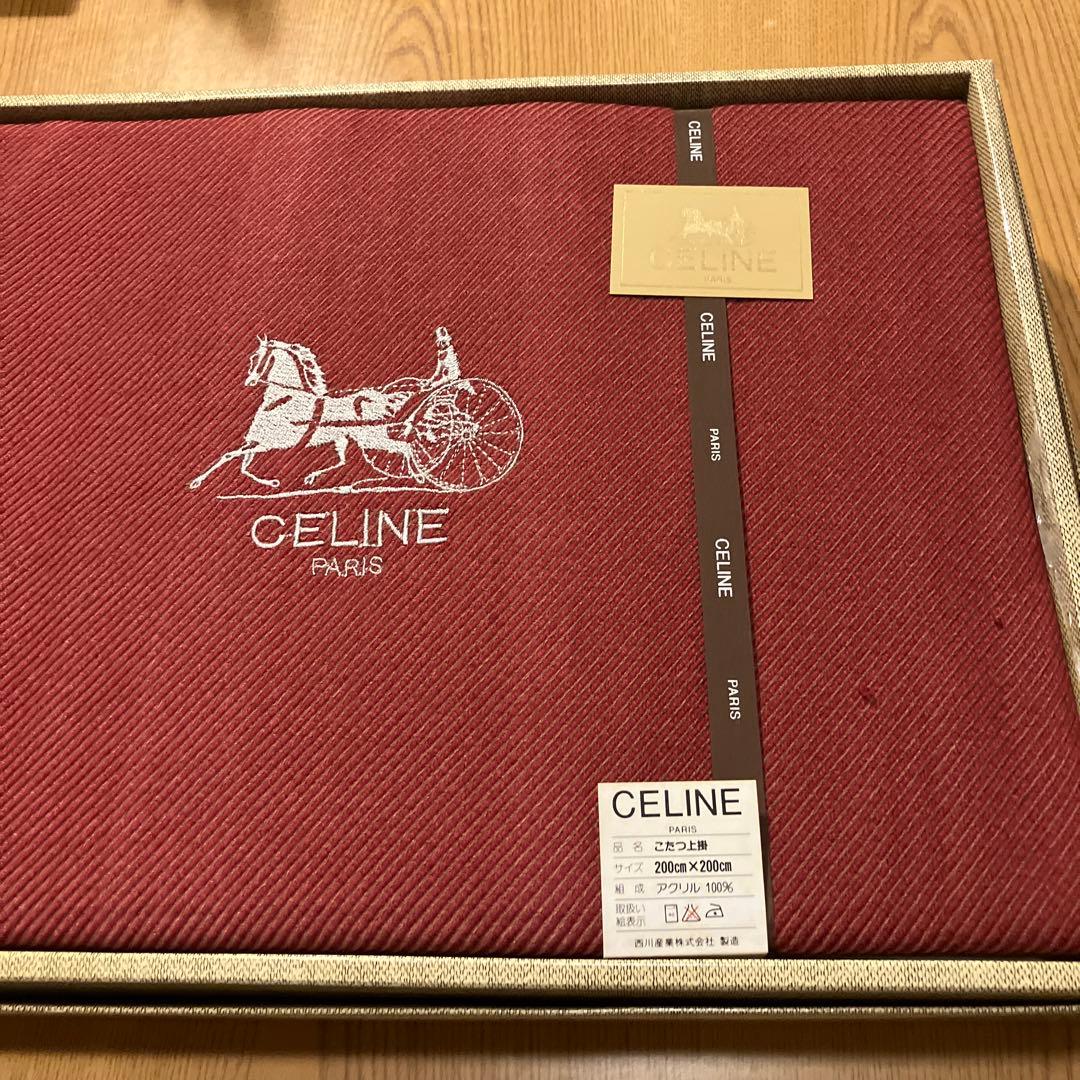 CELINE
CELINE
PARIS
CELINE
PARIS
CELINE
PARIS
CELINE
PARIS
CELINE
PARIS
品名 こたつ上掛
サイズ 200cm×200cm
組成 アクリル 100%
取扱い
絵表示
西川産業株式会社 製造